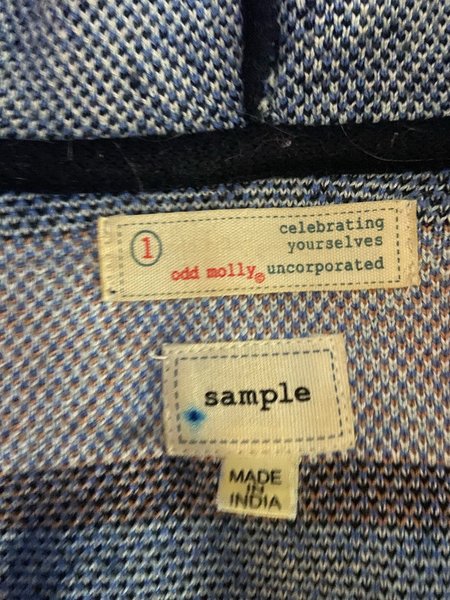 1
celebrating
yourselves
odd molly© uncorporated
sample
MADE
IN
INDIA